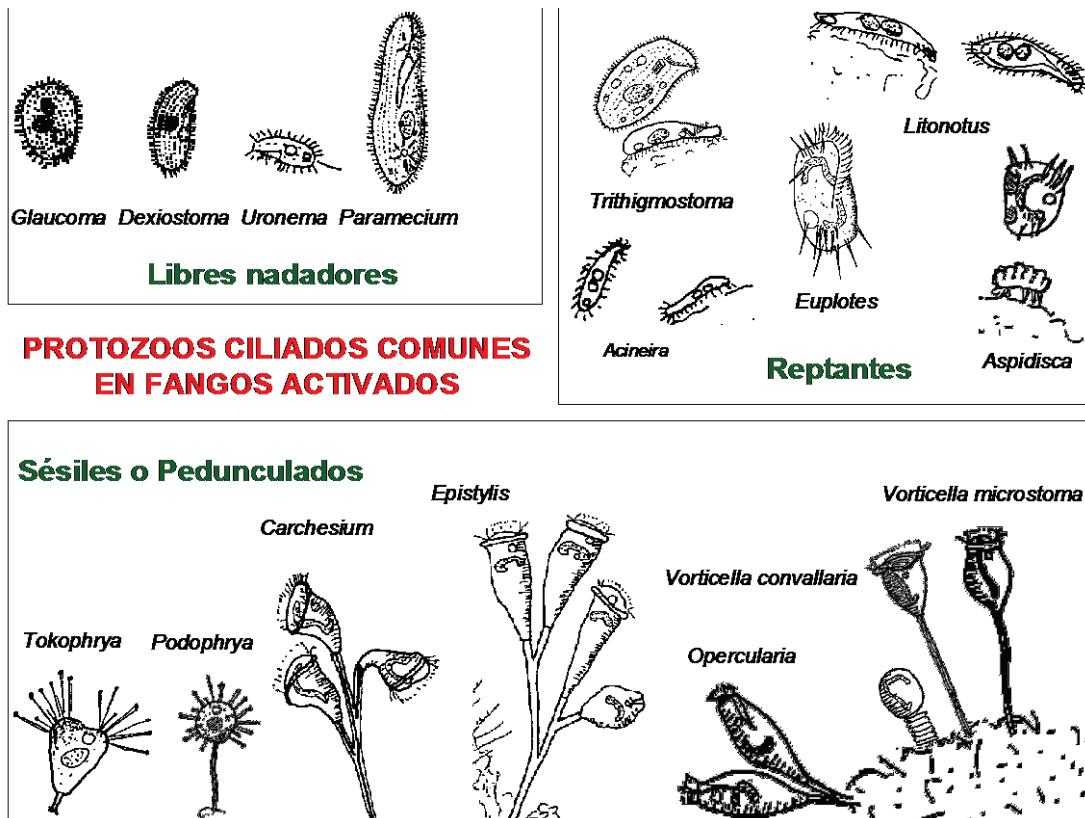 Glaucoma Dexiostoma Uronema Paramecium
Libres nadadores
Litonotus
Trithigmostoma
Euplotes
Acineira
Aspidisca
Reptantes
PROTOZOOS CILIADOS COMUNES
EN FANGOS ACTIVADOS
Sésiles o Pedunculados
Epistylis
Vorticella microstoma
Carchesium
Vorticella convallaria
Tokophrya
Podophrya
Opercularia